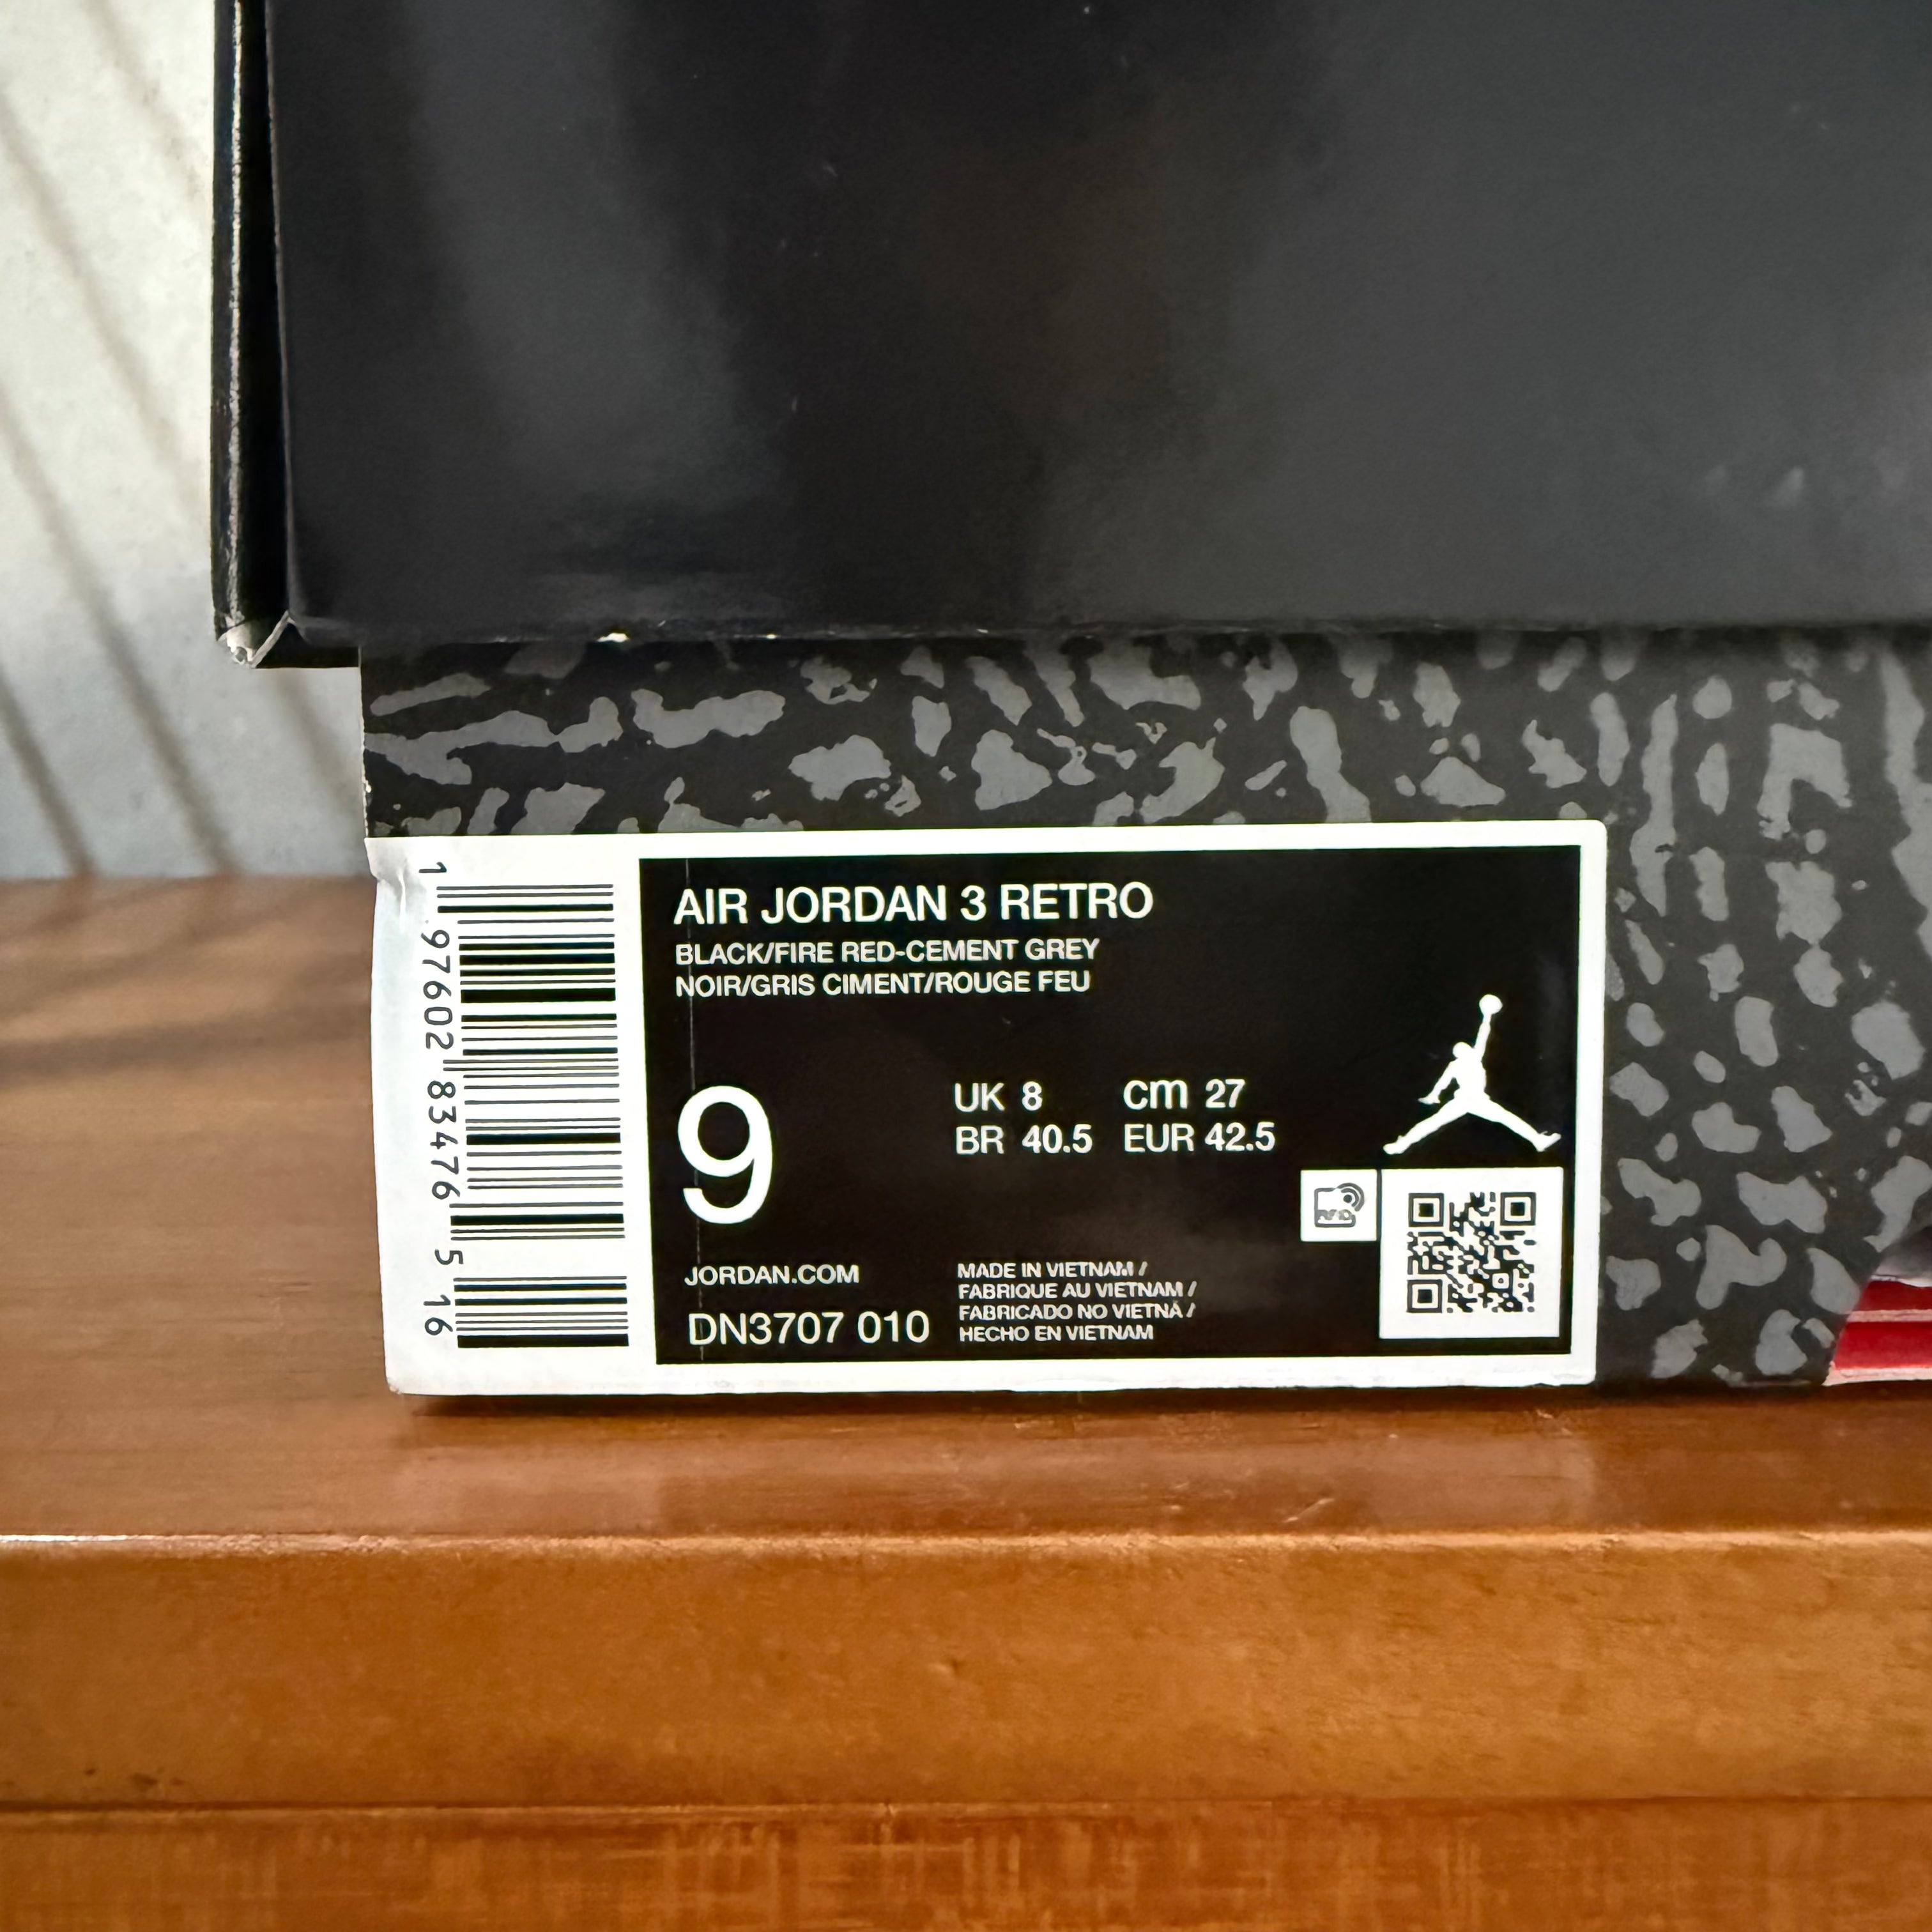 1 97602 83476 5 16
AIR JORDAN 3 RETRO
BLACK/FIRE RED-CEMENT GREY
NOIR/GRIS CIMENT/ROUGE FEU
9
UK 8 cm 27
BR 40.5 EUR 42.5
RFID
JORDAN.COM
DN3707 010
MADE IN VIETNAM /
FABRIQUE AU VIETNAM /
FABRICADO NO VIETNÃ /
HECHO EN VIETNAM